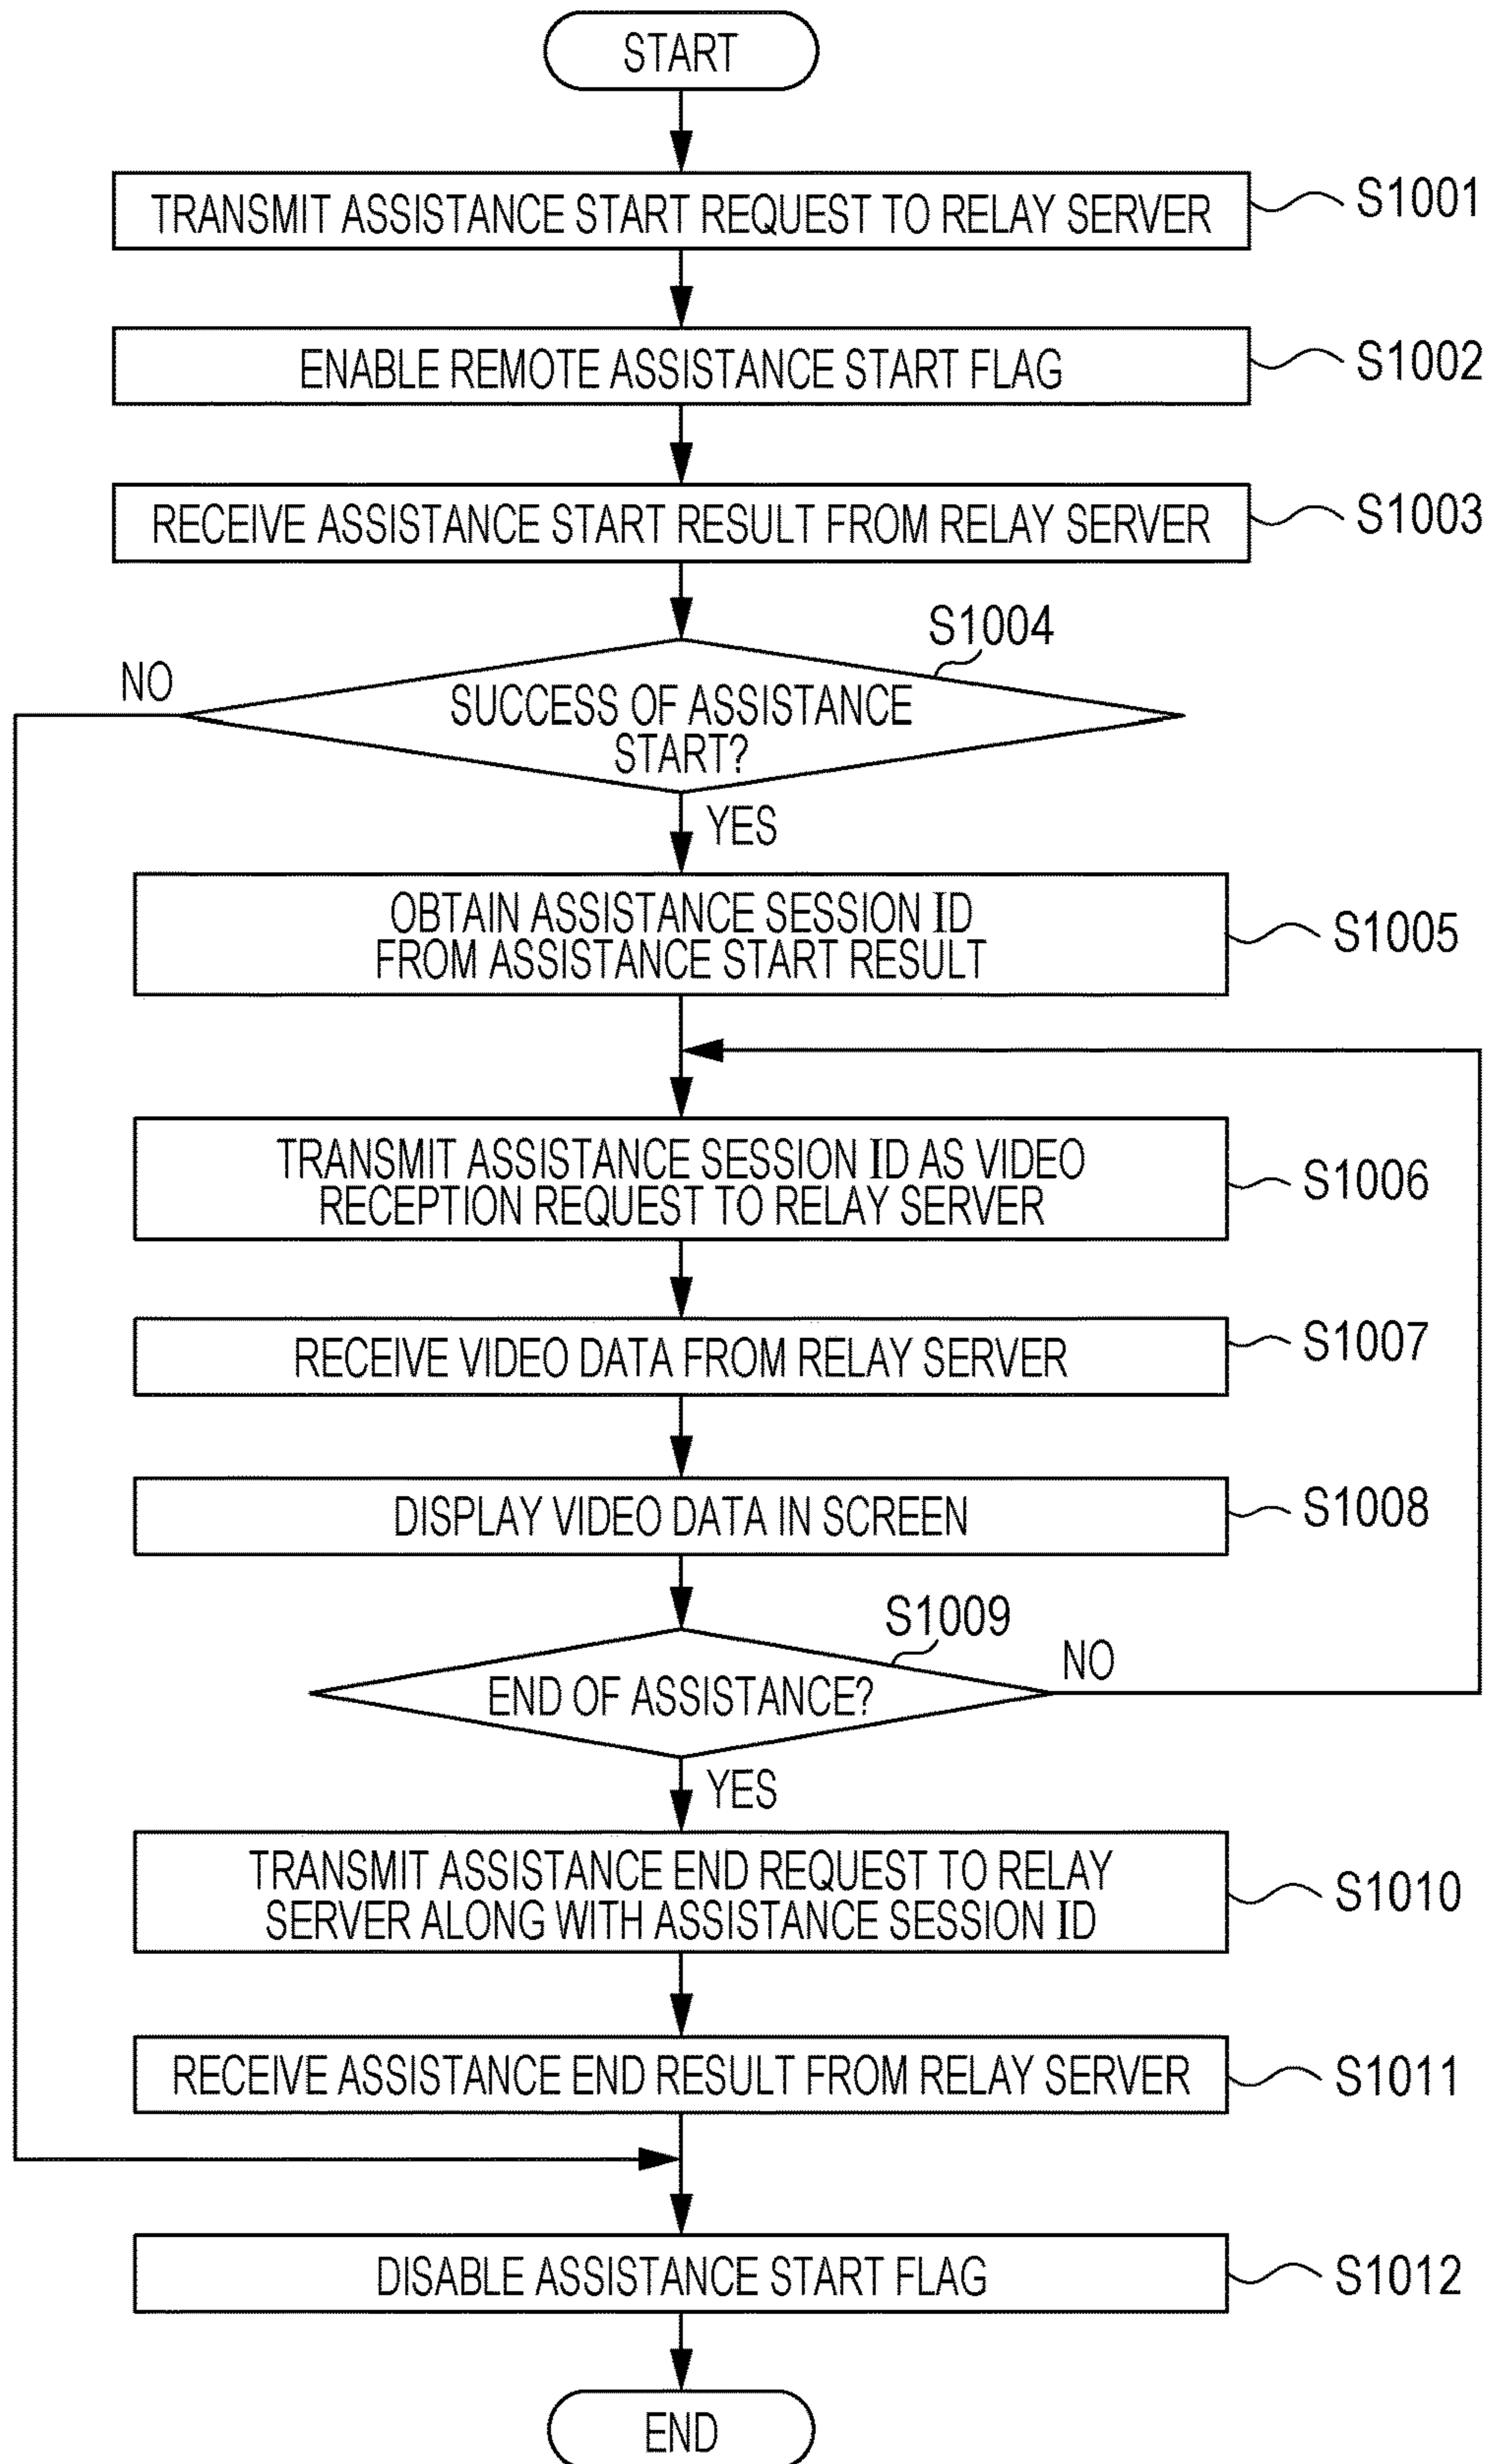 START
TRANSMIT ASSISTANCE START REQUEST TO RELAY SERVER
S1001
ENABLE REMOTE ASSISTANCE START FLAG
S1002
RECEIVE ASSISTANCE START RESULT FROM RELAY SERVER
S1003
S1004
NO
SUCCESS OF ASSISTANCE
START?
YES
OBTAIN ASSISTANCE SESSION ID
FROM ASSISTANCE START RESULT
S1005
TRANSMIT ASSISTANCE SESSION ID AS VIDEO
RECEPTION REQUEST TO RELAY SERVER
S1006
RECEIVE VIDEO DATA FROM RELAY SERVER
S1007
DISPLAY VIDEO DATA IN SCREEN
S1008
S1009
END OF ASSISTANCE?
NO
YES
TRANSMIT ASSISTANCE END REQUEST TO RELAY
SERVER ALONG WITH ASSISTANCE SESSION ID
S1010
RECEIVE ASSISTANCE END RESULT FROM RELAY SERVER
S1011
DISABLE ASSISTANCE START FLAG
S1012
END